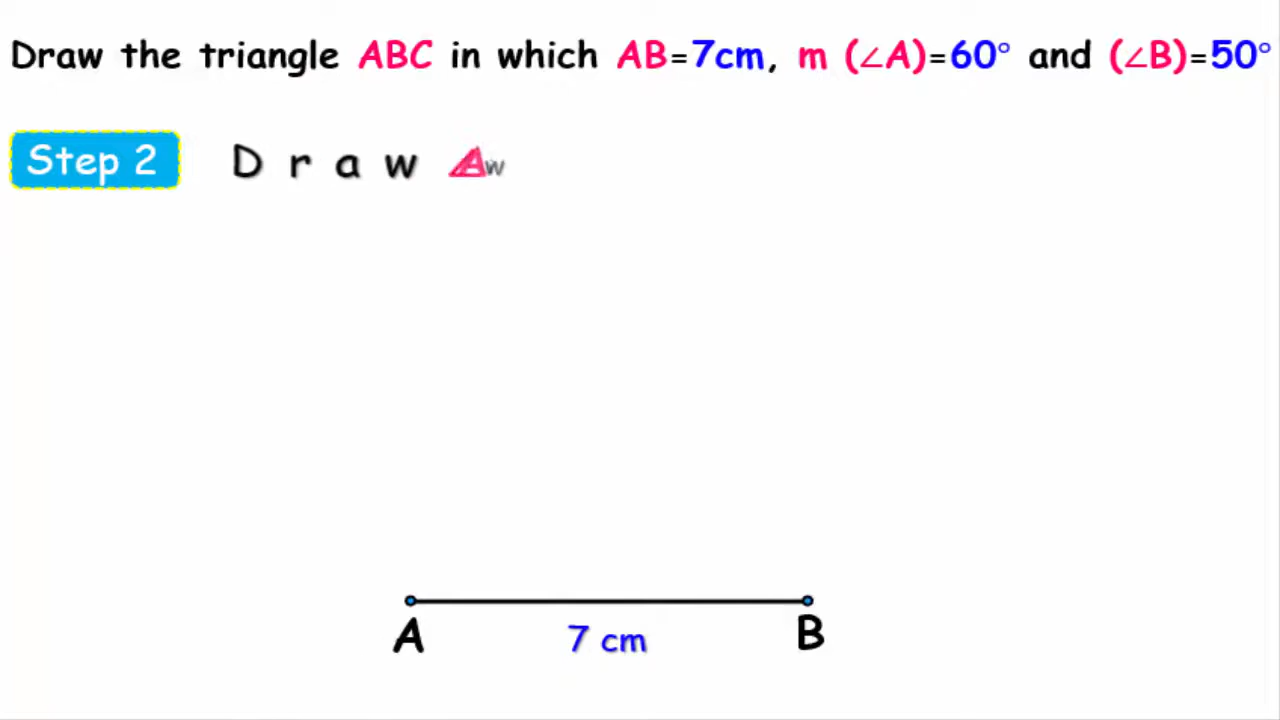 Draw the triangle ABC in which AB=7cm, m (∠A)=60° and (∠B)=50°
Step 2 D r a w
A B
7 cm